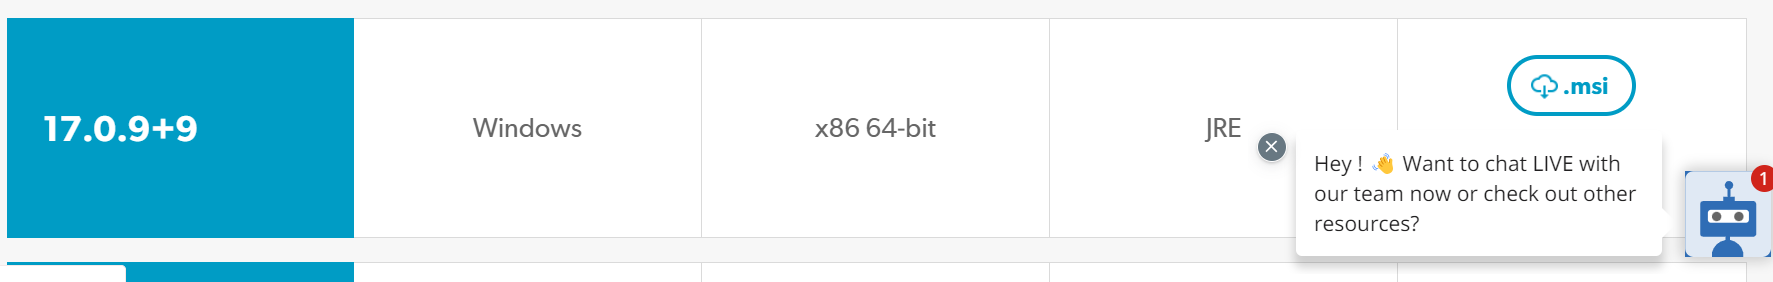 17.0.9+9
Windows
x86 64-bit
JRE
.msi
Hey ! 👋 Want to chat LIVE with
our team now or check out other
resources?
1